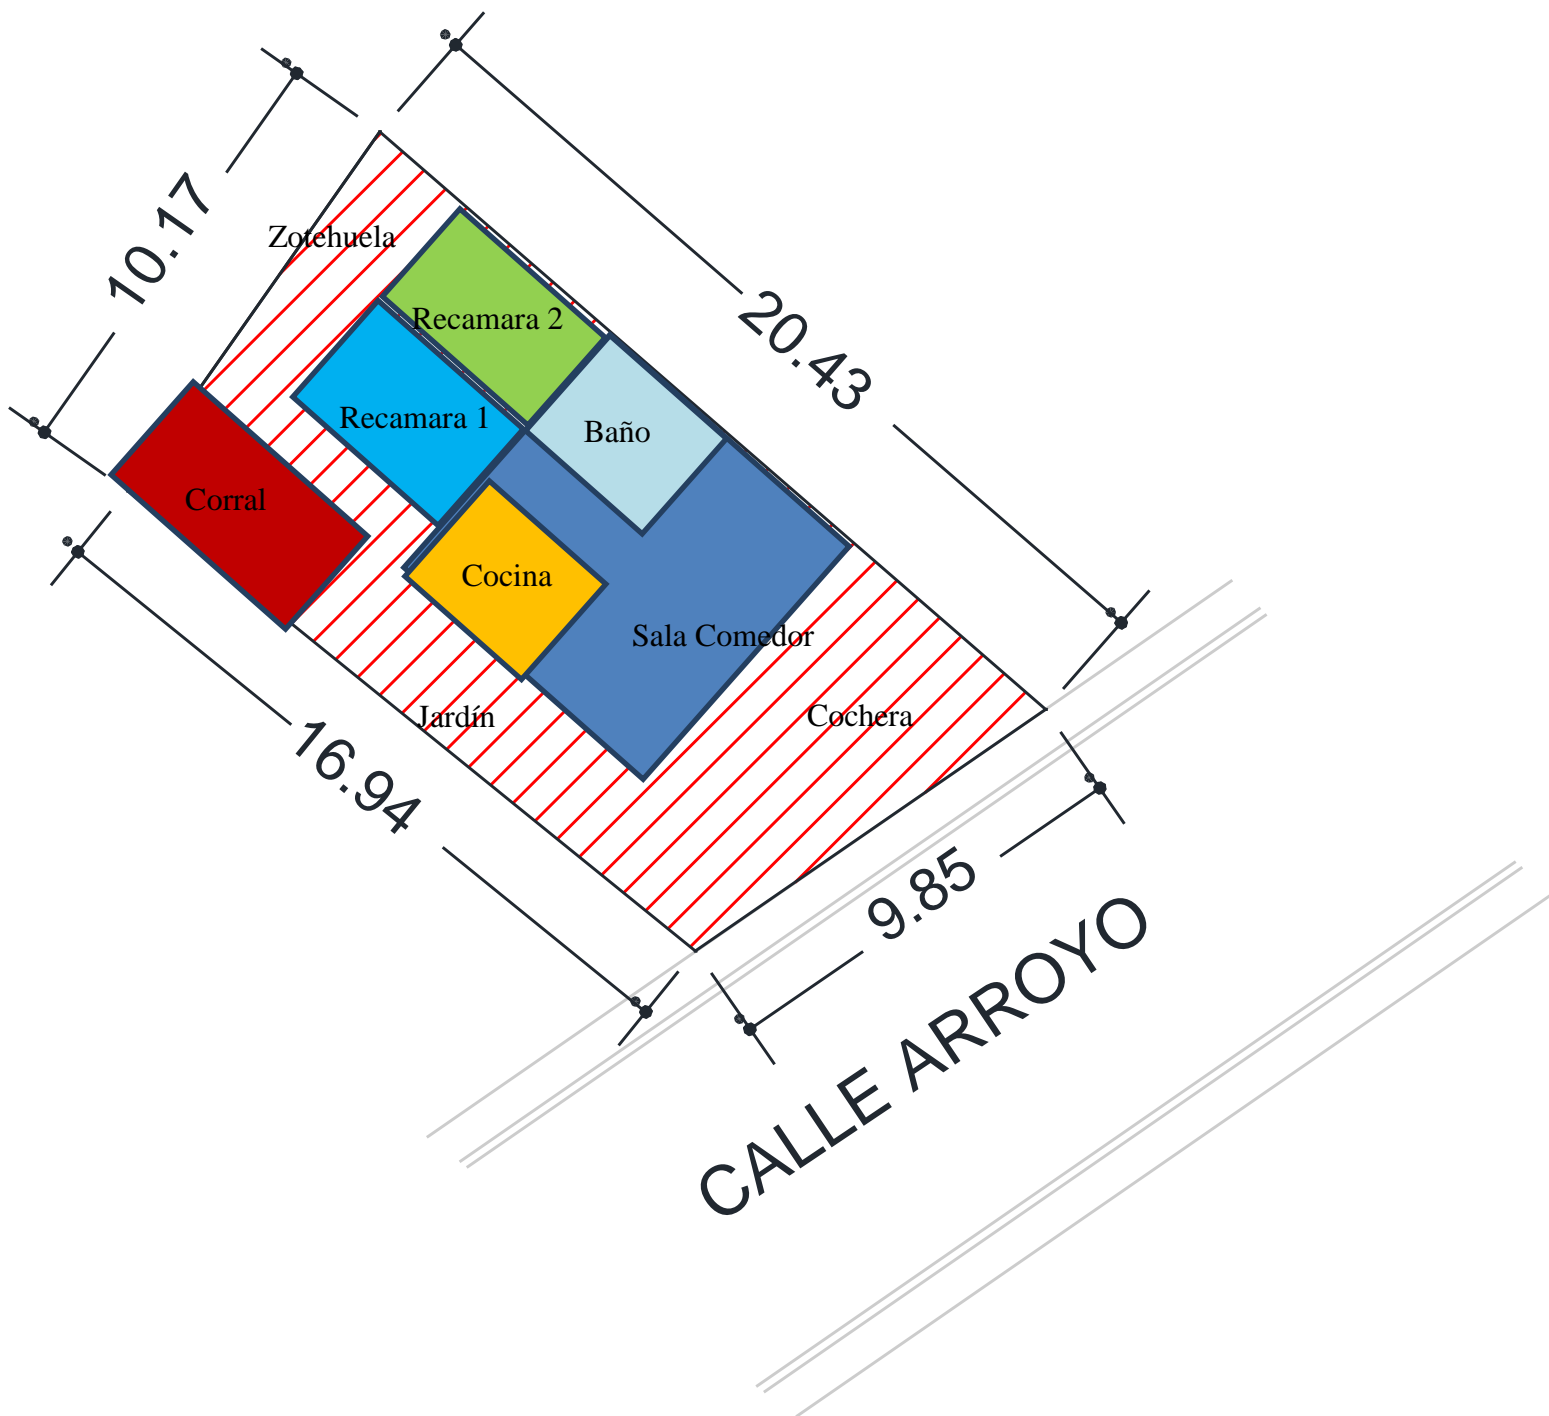 10.17
20.43
Zotehuela
Recamara 2
Recamara 1
Baño
Corral
Cocina
Sala Comedor
Jardín
Cochera
16.94
9.85
CALLE ARROYO